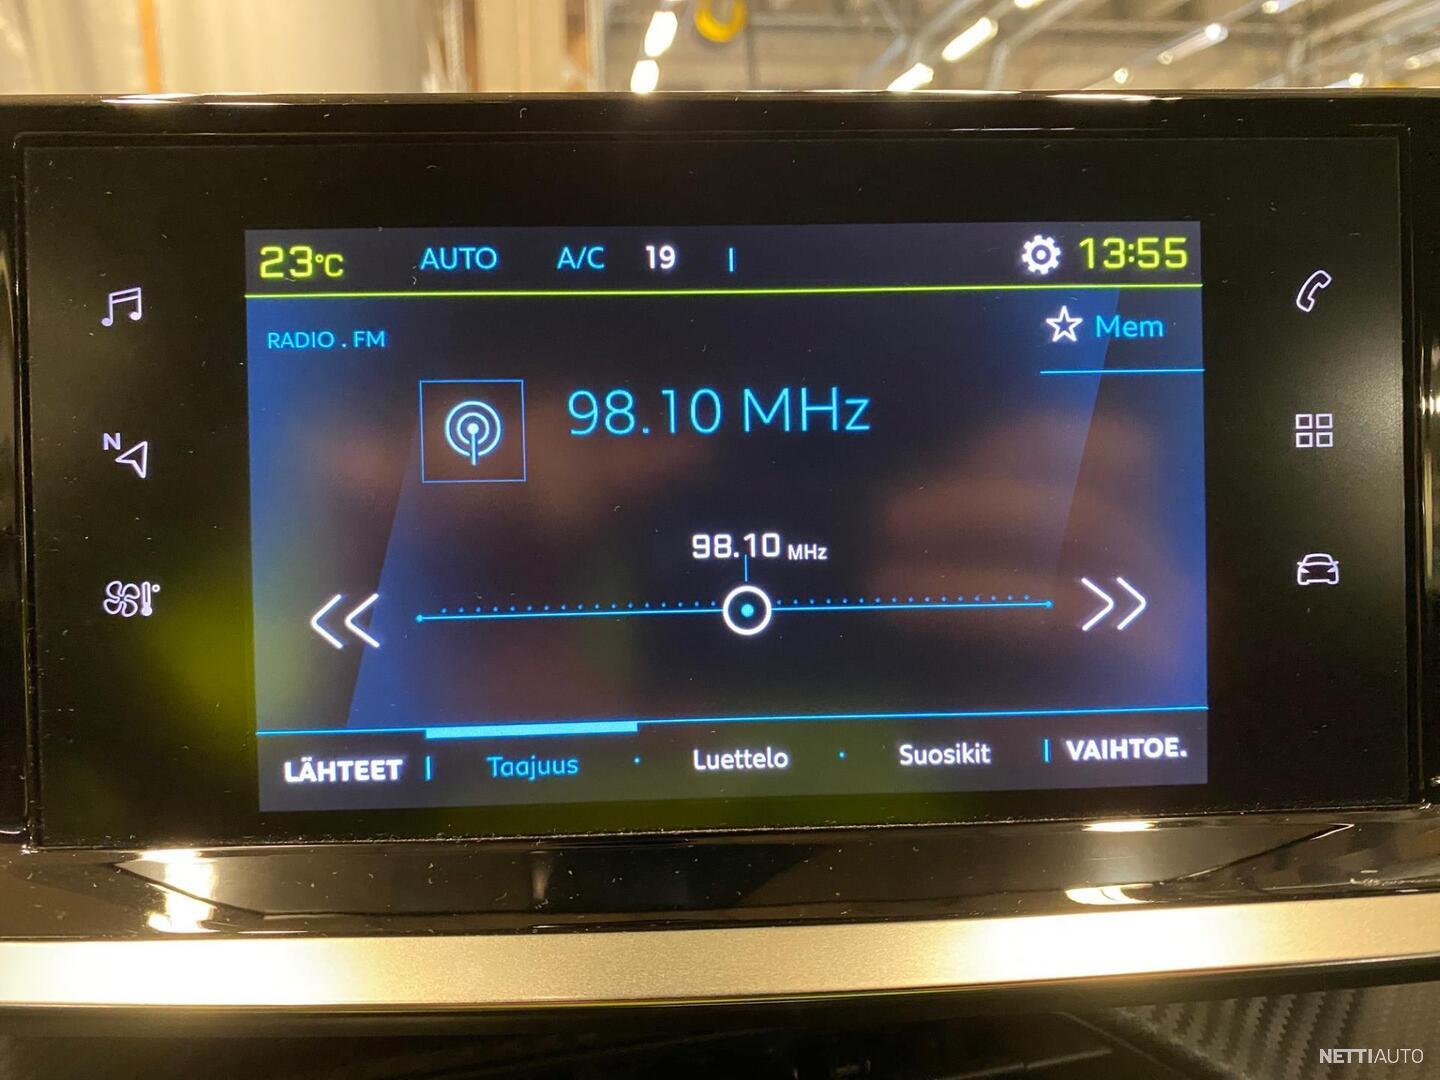 23°C AUTO A/C 19 13:55
RADIO . FM
Mem
98.10 MHz
N
98.10 MHz
LÄHTEET Taajuus · Luettelo · Suosikit VAIHTOE.
NETTIAUTO